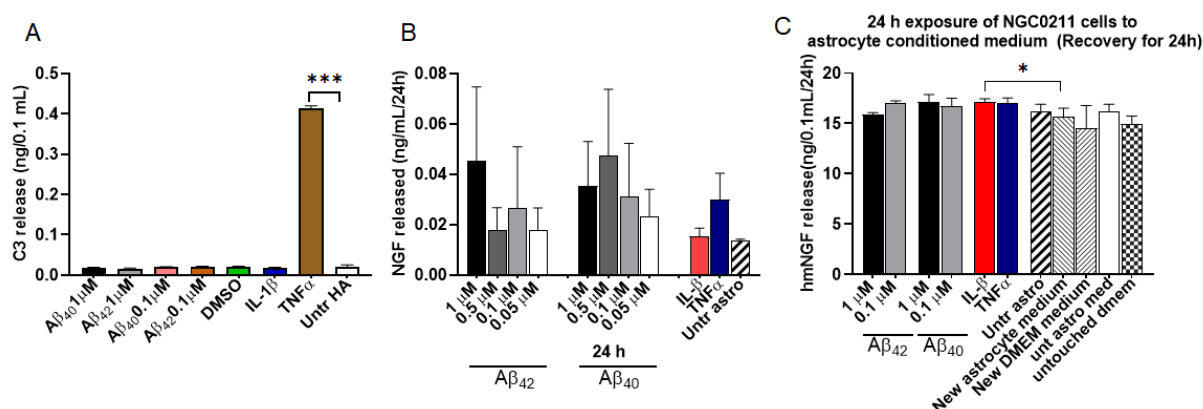 A
C3 release (ng/0.1 mL)
0.5
0.4
0.3
0.2
0.1
0.0
***
Aβ40 1μM
Aβ42 1μM
Aβ40 0.1μM
Aβ42 0.1μM
DMSO
IL-1β
TNFα
Untr HA
B
NGF released (ng/mL/24h)
0.08
0.06
0.04
0.02
0.00
1 μM
0.5 μM
0.1 μM
0.05 μM
1 μM
0.5 μM
0.1 μM
0.05 μM
IL-β
TNFα
Untr astro
24 h
Aβ42
Aβ40
C
24 h exposure of NGC0211 cells to
astrocyte conditioned medium (Recovery for 24h)
hmNGF release(ng/0.1mL/24h)
20
15
10
5
0
*
1 μM
0.1 μM
1 μM
0.1 μM
IL-β
TNFα
Untr astro
New astrocyte medium
New DMEM medium
unt astro med
untouched dmem
Aβ42
Aβ40